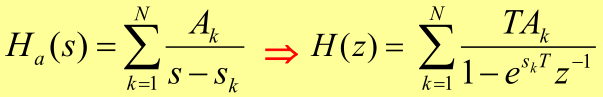 $H_a(s) = \sum_{k=1}^{N} \frac{A_k}{s - s_k} \Rightarrow H(z) = \sum_{k=1}^{N} \frac{TA_k}{1 - e^{s_k T} z^{-1}}$